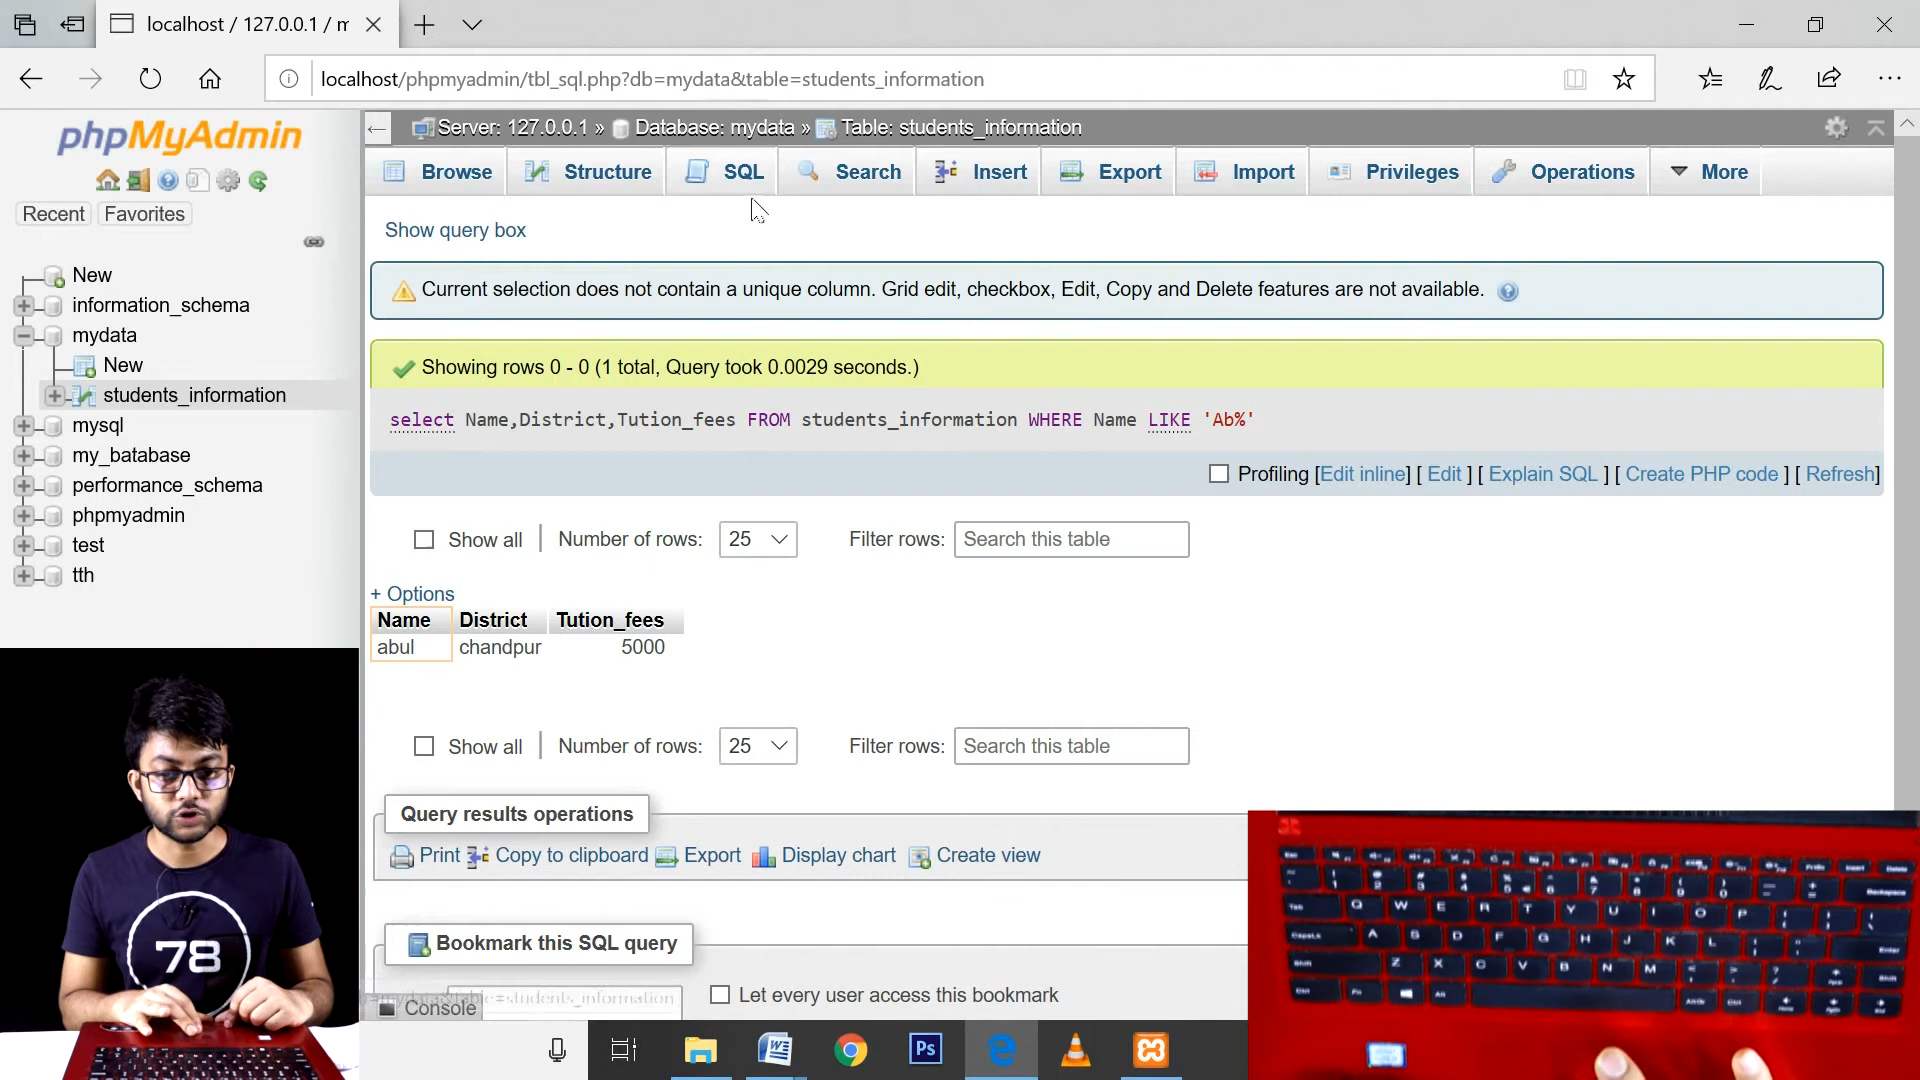 localhost / 127.0.0.1 / m
localhost/phpmyadmin/tbl_sql.php?db=mydata&table=students_information
phpMyAdmin
Recent Favorites
New
information_schema
mydata
New
students_information
mysql
my_batabase
performance_schema
phpmyadmin
test
tth
Server: 127.0.0.1 » Database: mydata » Table: students_information
Browse Structure SQL Search Insert Export Import Privileges Operations More
Show query box
Current selection does not contain a unique column. Grid edit, checkbox, Edit, Copy and Delete features are not available.
Showing rows 0 - 0 (1 total, Query took 0.0029 seconds.)
select Name,District,Tution_fees FROM students_information WHERE Name LIKE 'Ab%'
Profiling [Edit inline] [ Edit ] [ Explain SQL ] [ Create PHP code ] [ Refresh]
Show all Number of rows: 25 Filter rows: Search this table
+ Options
Name District Tution_fees
abul chandpur 5000
Show all Number of rows: 25 Filter rows: Search this table
Query results operations
Print Copy to clipboard Export Display chart Create view
Bookmark this SQL query
Let every user access this bookmark
Console
Ps
78
Q W E R T Y U I O P
A S D F G H J K L
Z X C V B N M